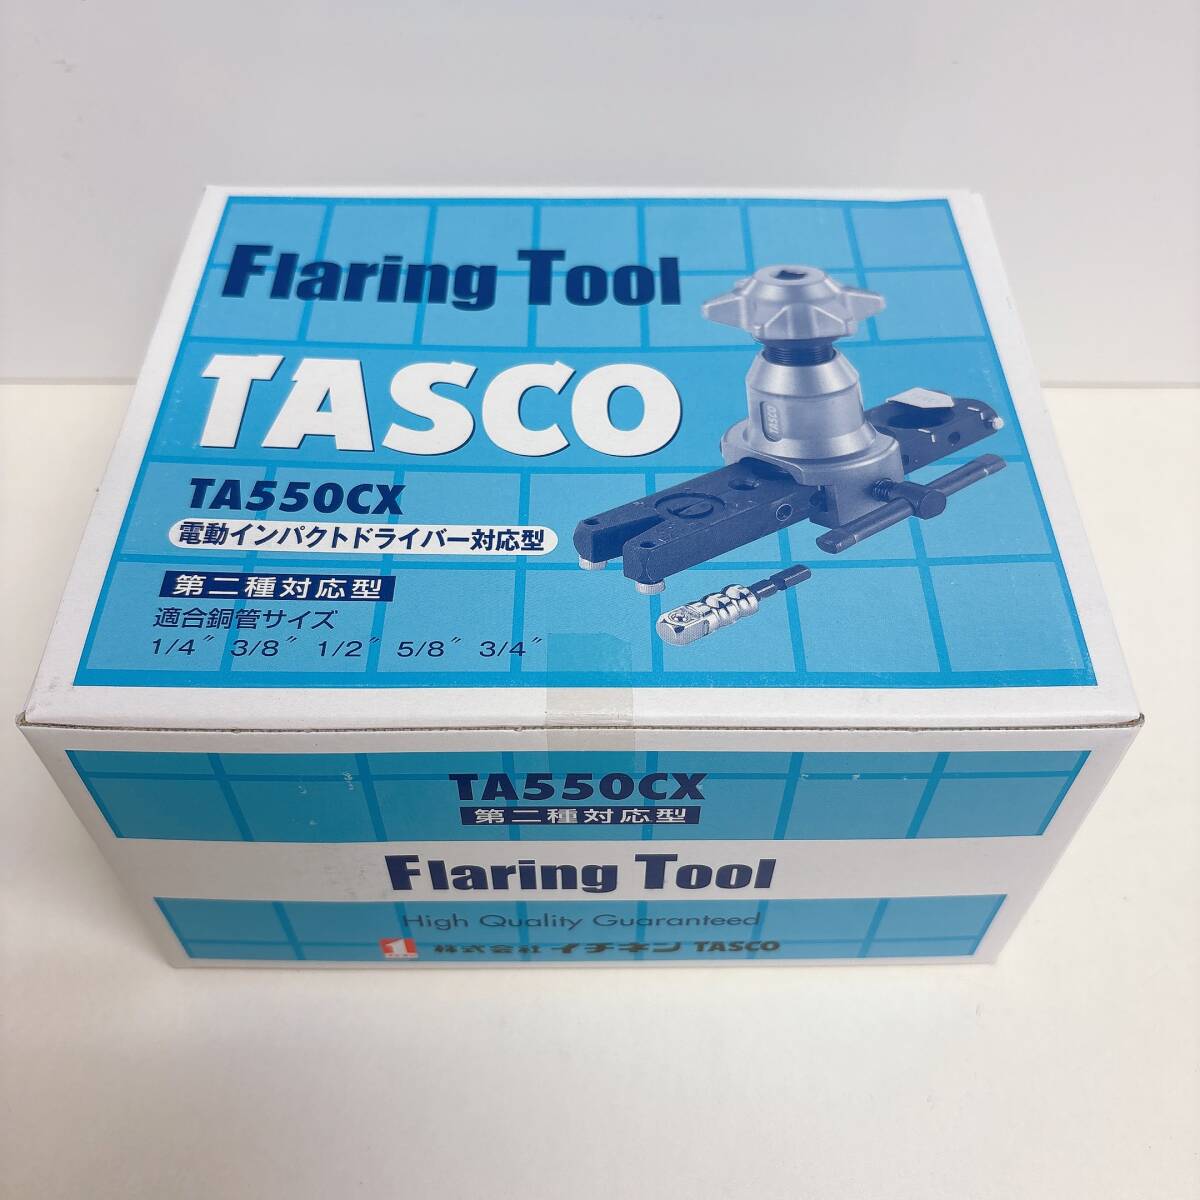 Flaring Tool
TASCO
TA550CX
電動インパクトドライバー対応型
第二種対応型
適合銅管サイズ
1/4″ 3/8″ 1/2″ 5/8″ 3/4″
TASCO
TASCO
TA550CX
第二種対応型
Flaring Tool
High Quality Guaranteed
1 株式会社 イチネン TASCO